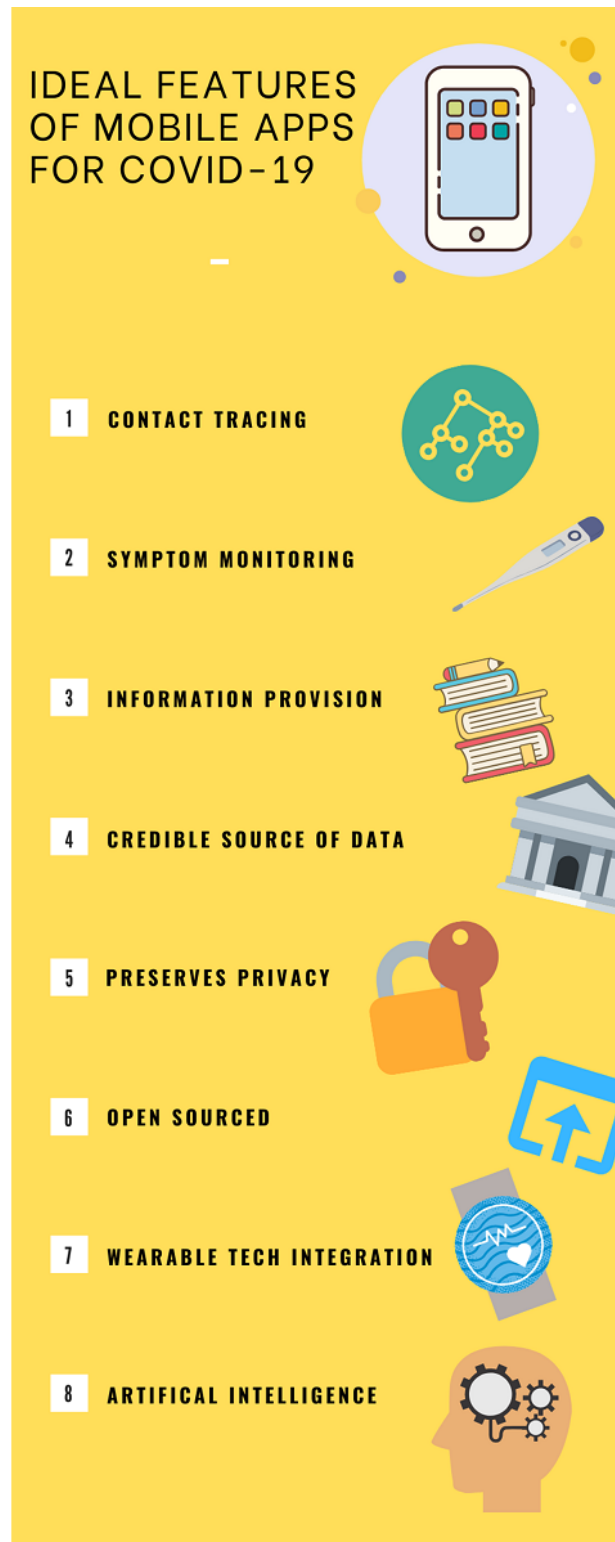 IDEAL FEATURES
OF MOBILE APPS
FOR COVID-19
1 CONTACT TRACING
2 SYMPTOM MONITORING
3 INFORMATION PROVISION
4 CREDIBLE SOURCE OF DATA
5 PRESERVES PRIVACY
6 OPEN SOURCED
7 WEARABLE TECH INTEGRATION
8 ARTIFICAL INTELLIGENCE